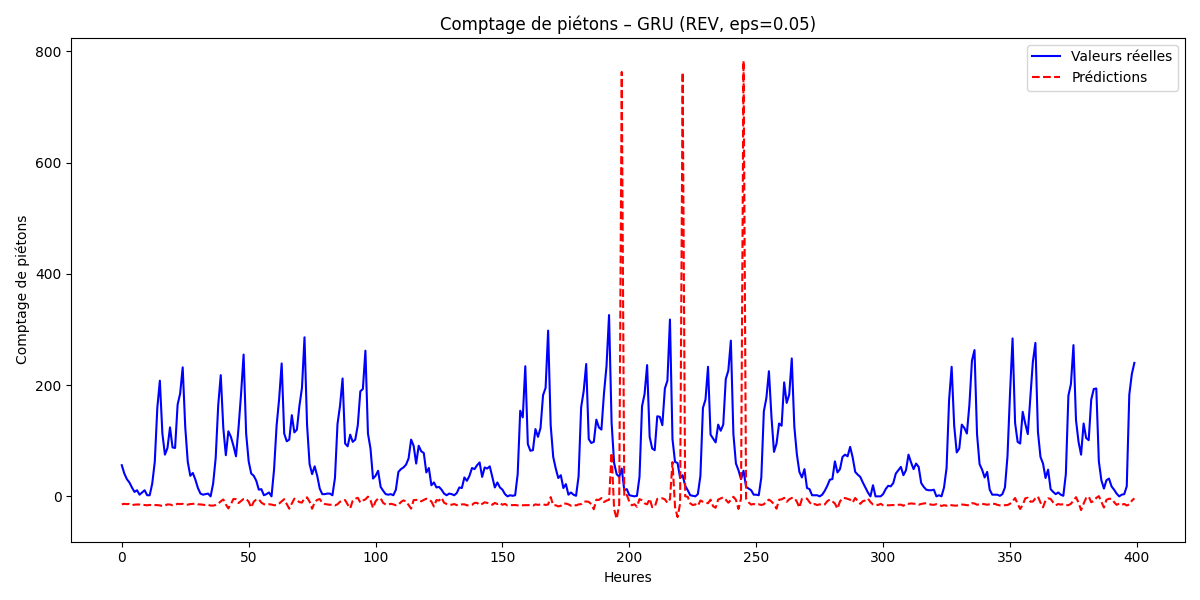 Comptage de piétons – GRU (REV, eps=0.05)
Valeurs réelles
Prédictions
Comptage de piétons
800
600
400
200
0
0 50 100 150 200 250 300 350 400
Heures